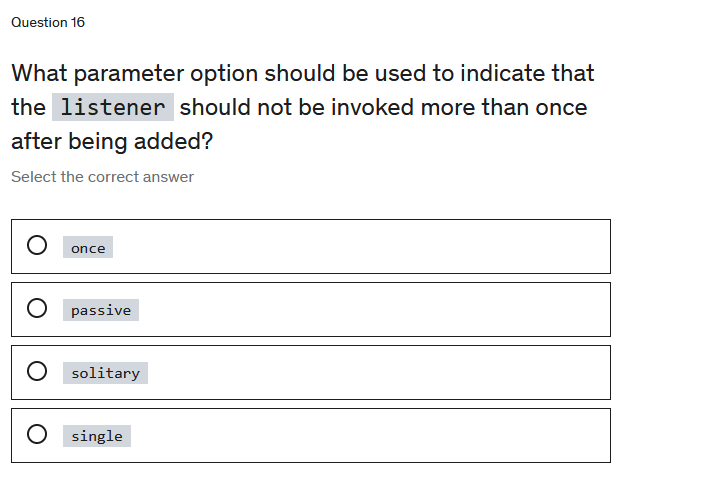 Question 16
What parameter option should be used to indicate that
the listener should not be invoked more than once
after being added?
Select the correct answer
once
passive
solitary
single